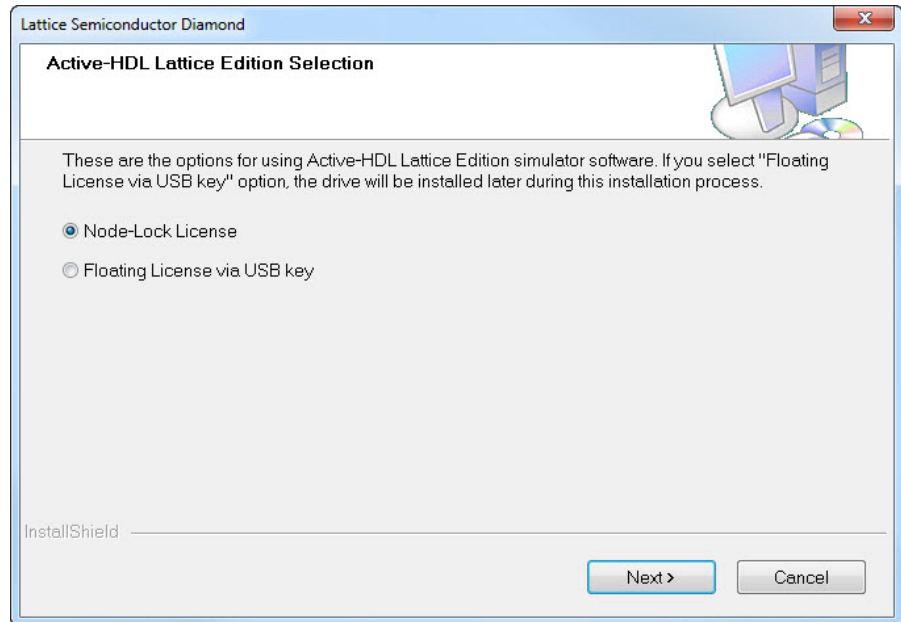 Lattice Semiconductor Diamond
Active-HDL Lattice Edition Selection
These are the options for using Active-HDL Lattice Edition simulator software. If you select "Floating
License via USB key" option, the drive will be installed later during this installation process.
Node-Lock License
Floating License via USB key
InstallShield
Next >
Cancel